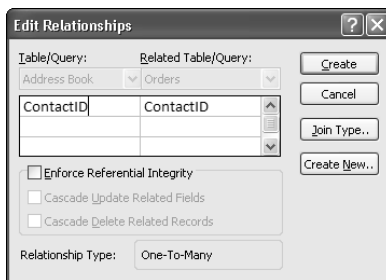 Edit Relationships
Table/Query: Related Table/Query:
Address Book Orders
ContactID ContactID
Enforce Referential Integrity
Cascade Update Related Fields
Cascade Delete Related Records
Relationship Type: One-To-Many
Create
Cancel
Join Type..
Create New..